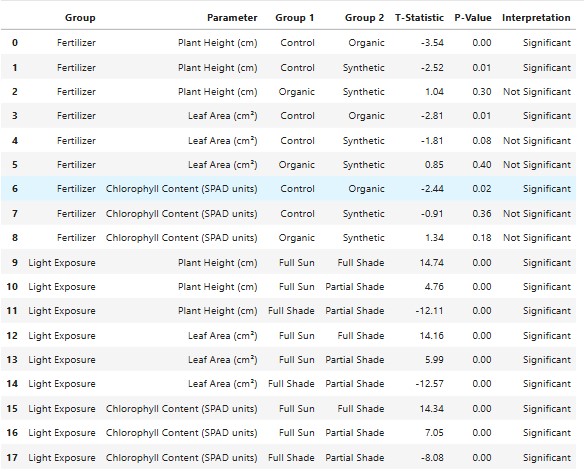 Group Parameter Group 1 Group 2 T-Statistic P-Value Interpretation
0 Fertilizer Plant Height (cm) Control Organic -3.54 0.00 Significant
1 Fertilizer Plant Height (cm) Control Synthetic -2.52 0.01 Significant
2 Fertilizer Plant Height (cm) Organic Synthetic 1.04 0.30 Not Significant
3 Fertilizer Leaf Area (cm²) Control Organic -2.81 0.01 Significant
4 Fertilizer Leaf Area (cm²) Control Synthetic -1.81 0.08 Not Significant
5 Fertilizer Leaf Area (cm²) Organic Synthetic 0.85 0.40 Not Significant
6 Fertilizer Chlorophyll Content (SPAD units) Control Organic -2.44 0.02 Significant
7 Fertilizer Chlorophyll Content (SPAD units) Control Synthetic -0.91 0.36 Not Significant
8 Fertilizer Chlorophyll Content (SPAD units) Organic Synthetic 1.34 0.18 Not Significant
9 Light Exposure Plant Height (cm) Full Sun Full Shade 14.74 0.00 Significant
10 Light Exposure Plant Height (cm) Full Sun Partial Shade 4.76 0.00 Significant
11 Light Exposure Plant Height (cm) Full Shade Partial Shade -12.11 0.00 Significant
12 Light Exposure Leaf Area (cm²) Full Sun Full Shade 14.16 0.00 Significant
13 Light Exposure Leaf Area (cm²) Full Sun Partial Shade 5.99 0.00 Significant
14 Light Exposure Leaf Area (cm²) Full Shade Partial Shade -12.57 0.00 Significant
15 Light Exposure Chlorophyll Content (SPAD units) Full Sun Full Shade 14.34 0.00 Significant
16 Light Exposure Chlorophyll Content (SPAD units) Full Sun Partial Shade 7.05 0.00 Significant
17 Light Exposure Chlorophyll Content (SPAD units) Full Shade Partial Shade -8.08 0.00 Significant